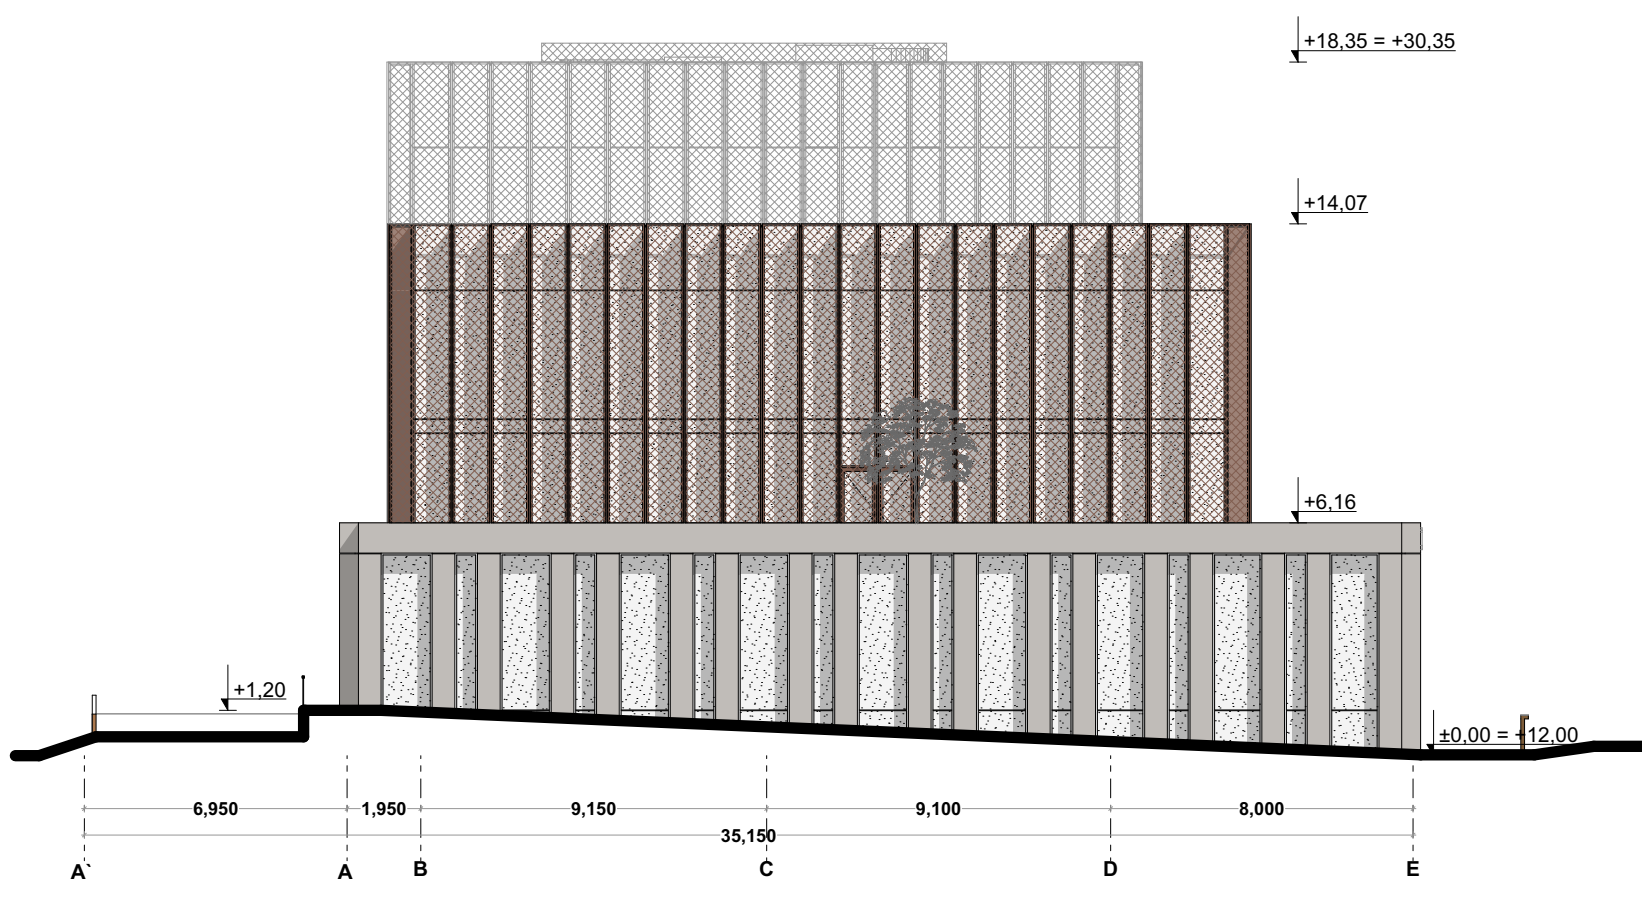 +18,35 = +30,35
+14,07
+6,16
+1,20
±0,00 = +12,00
6,950 1,950 9,150 9,100 8,000
35,150
A` A B C D E